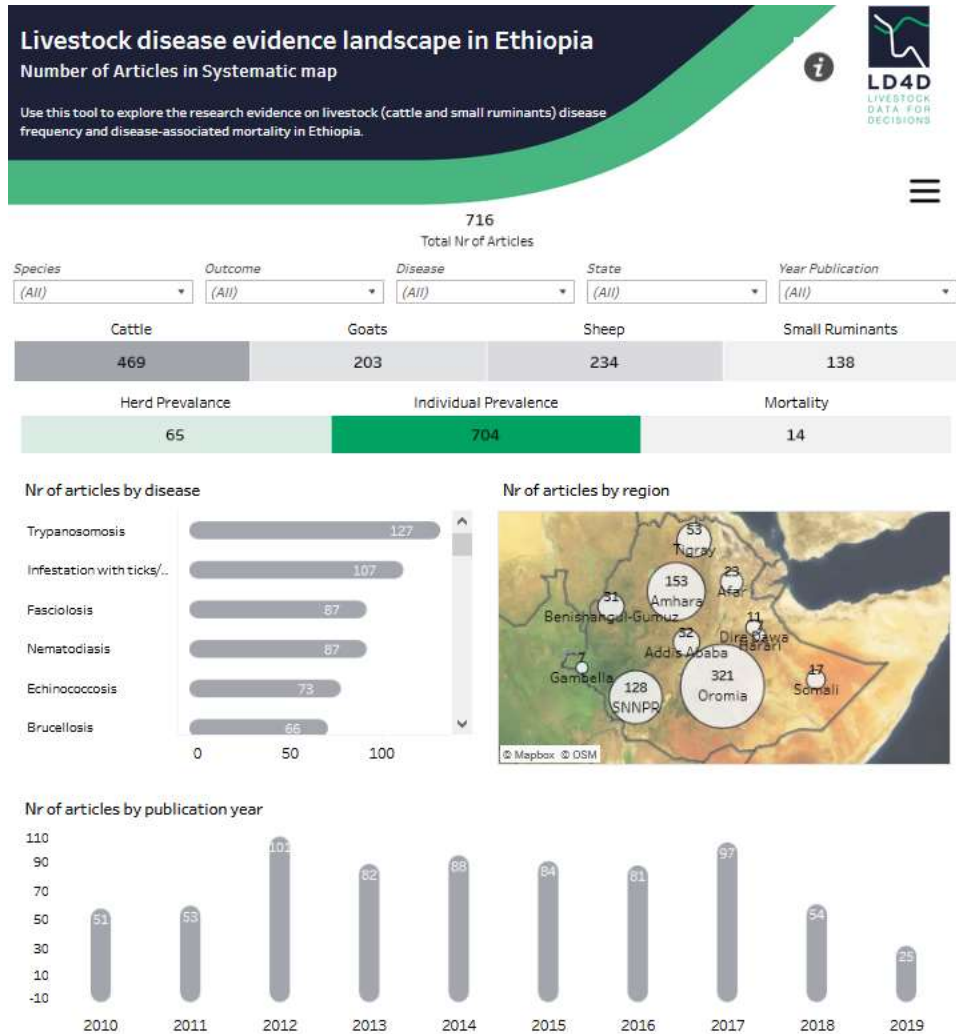 Livestock disease evidence landscape in Ethiopia
Number of Articles in Systematic map
Use this tool to explore the research evidence on livestock (cattle and small ruminants) disease
frequency and disease-associated mortality in Ethiopia.
i
LD4D
LIVESTOCK
DATA FOR
DECISIONS
716
Total Nr of Articles
Species Outcome Disease State Year Publication
(All) (All) (All) (All) (All)
Cattle Goats Sheep Small Ruminants
469 203 234 138
Herd Prevalance Individual Prevalence Mortality
65 704 14
Nr of articles by disease
Trypanosomosis 127
Infestation with ticks/.. 107
Fasciolosis 87
Nematodiasis 87
Echinococcosis 73
Brucellosis 66
0 50 100
Nr of articles by region
53
Tigray
153
Amhara
23
Afar
31
Benishangul-Gumuz
11
Dire Dawa
Harari
32
Addis Ababa
7
Gambella
321
Oromia
17
Somali
128
SNNPR
© Mapbox © OSM
Nr of articles by publication year
110
90
70
50
30
10
-10
51 53 101 82 88 84 81 97 54 25
2010 2011 2012 2013 2014 2015 2016 2017 2018 2019